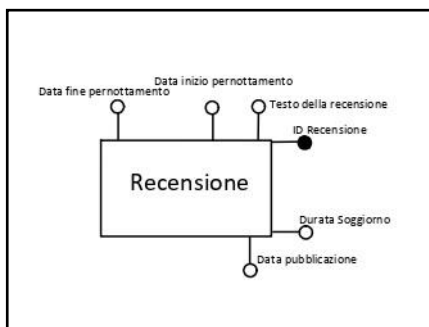 Data inizio pernottamento
Data fine pernottamento
Testo della recensione
ID Recensione
Recensione
Durata Soggiorno
Data pubblicazione